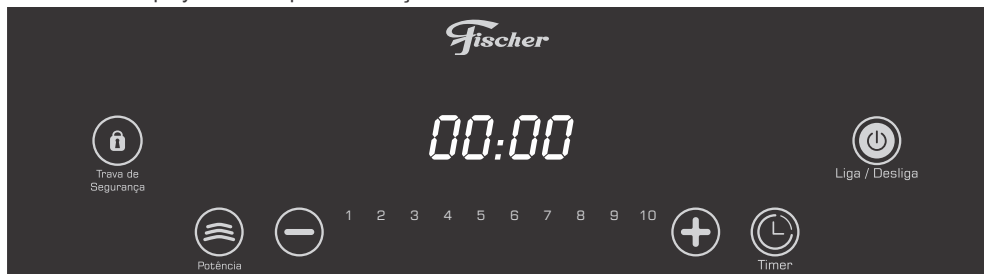 Fischer
00:00
Trava de
Segurança
Liga / Desliga
1 2 3 4 5 6 7 8 9 10
Potência
Timer